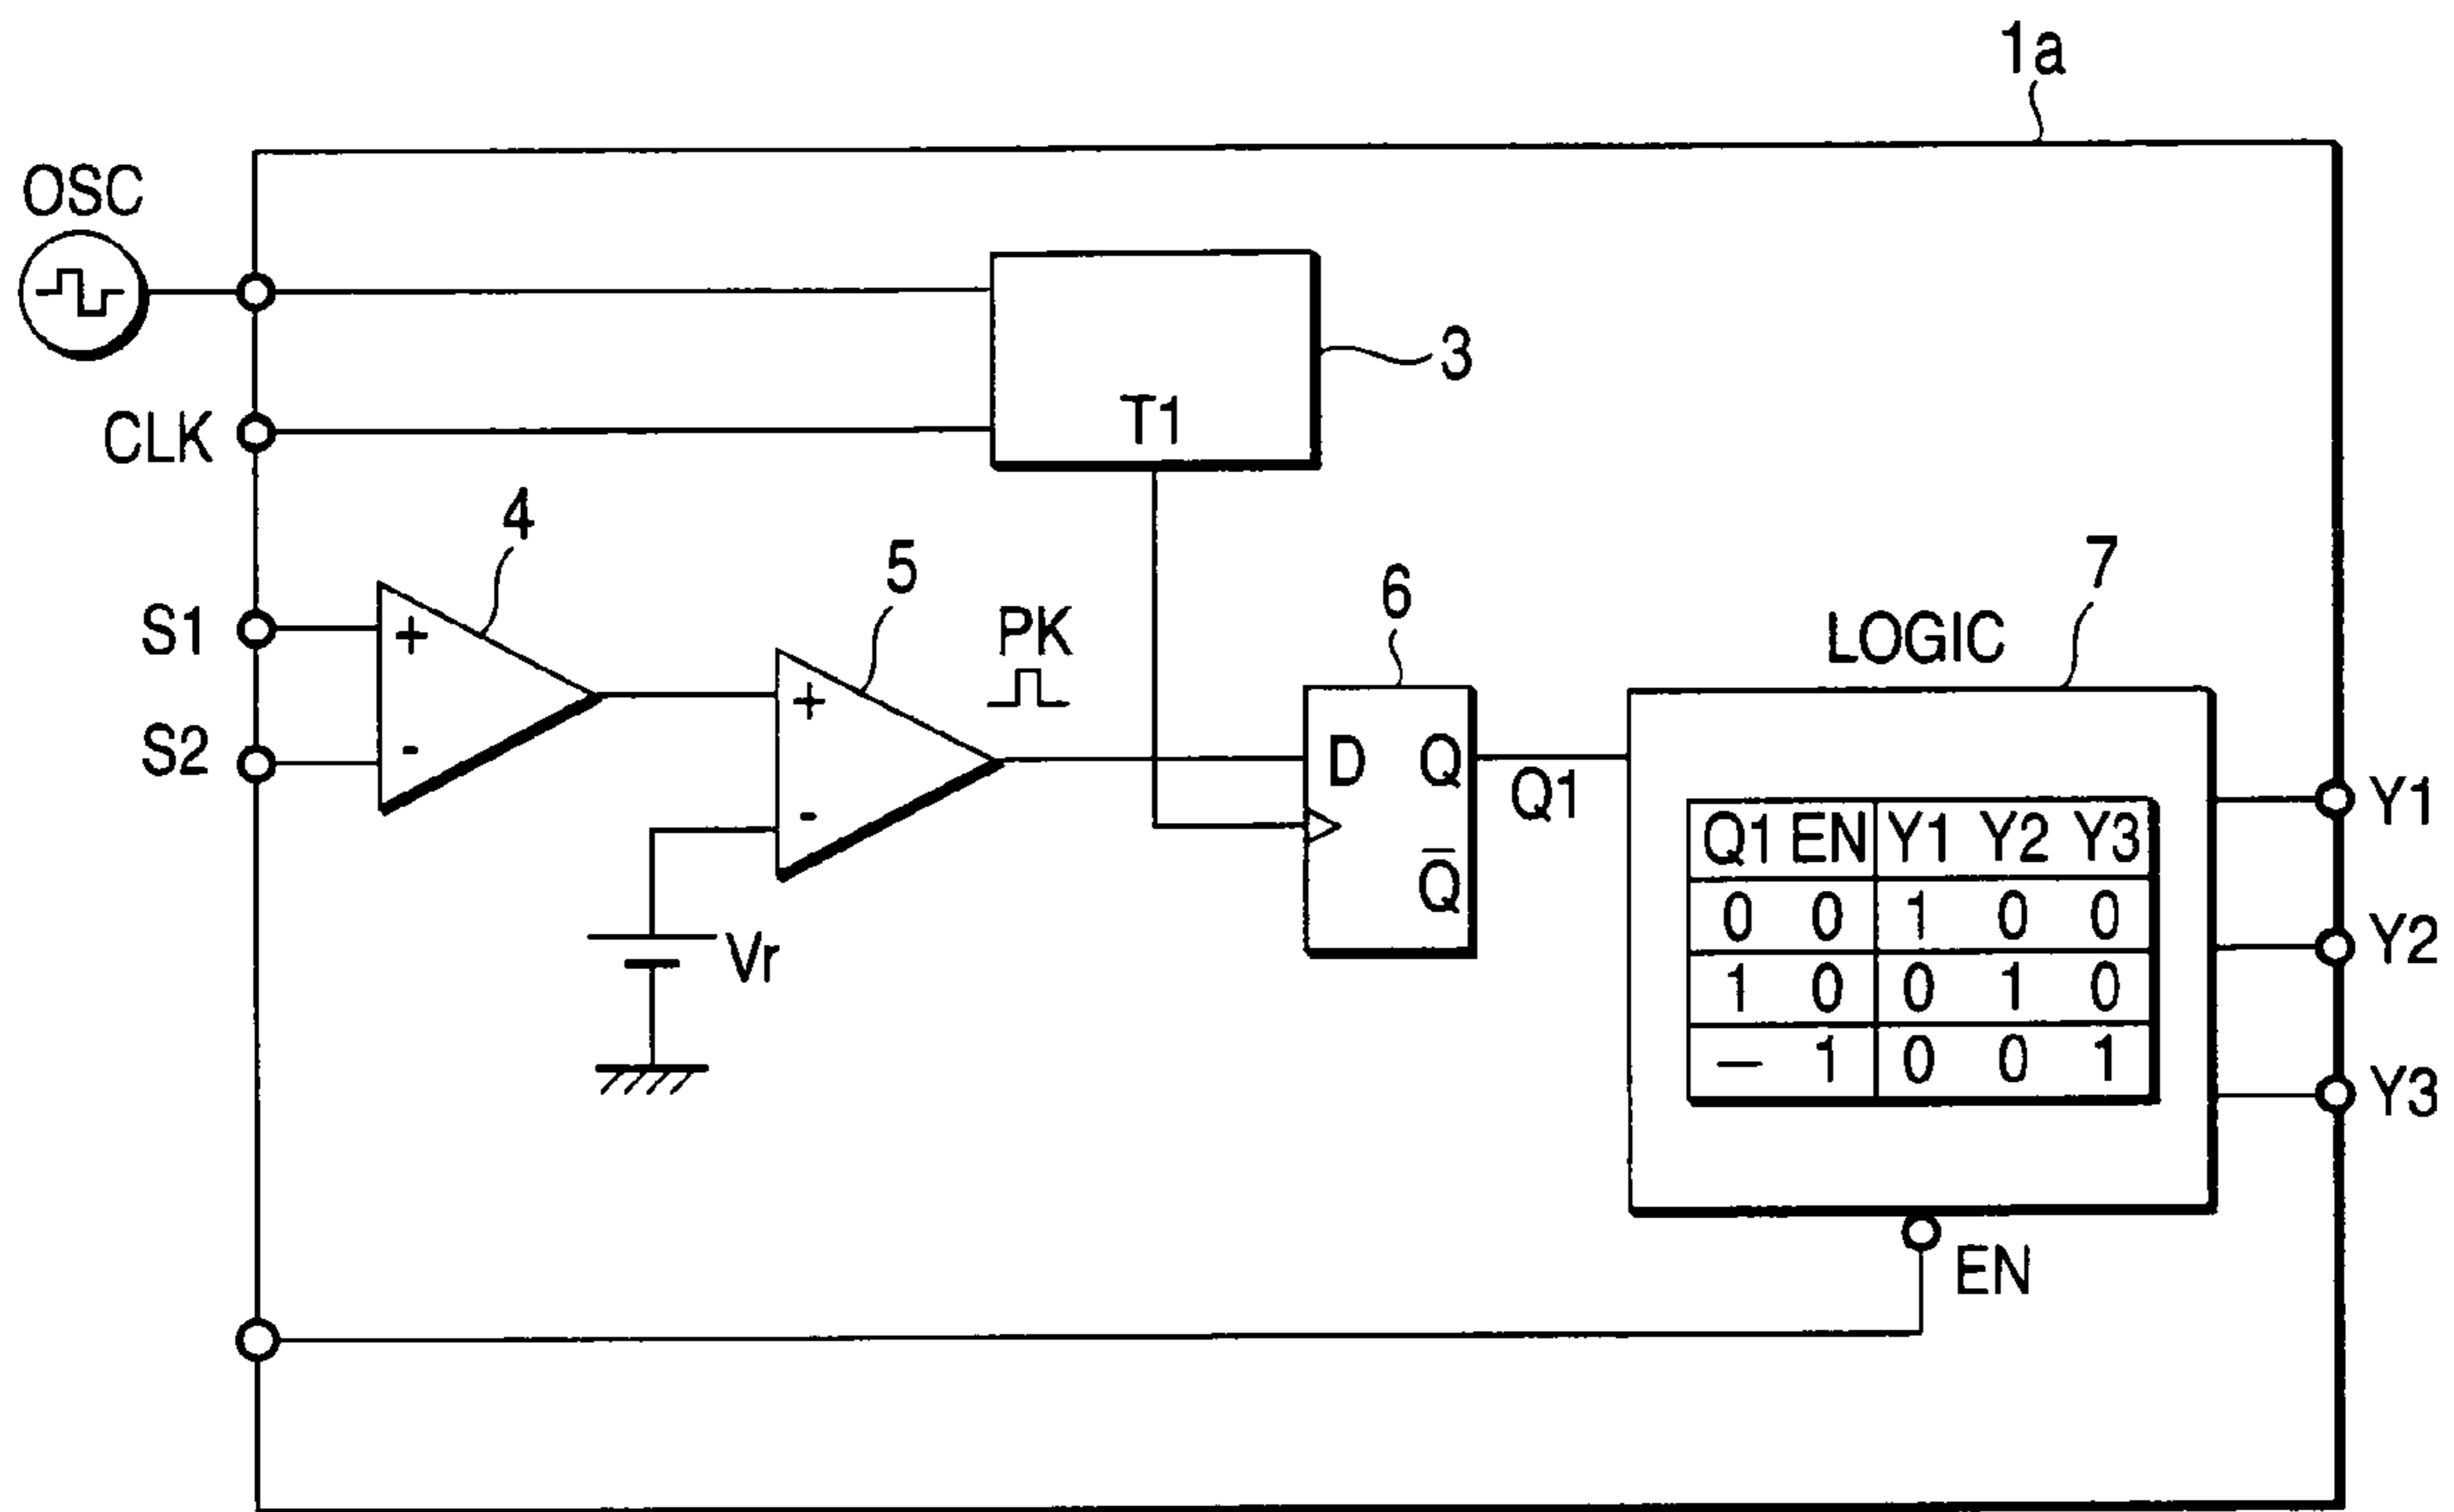 1a
OSC
3
T1
CLK
4
5
6
7
PK
LOGIC
S1
+
+
S2
-
D Q
Q1
-
Q̅
Vr
Q1 EN Y1 Y2 Y3
0 0 1 0 0
1 0 0 1 0
— 1 0 0 1
Y1
Y2
Y3
EN